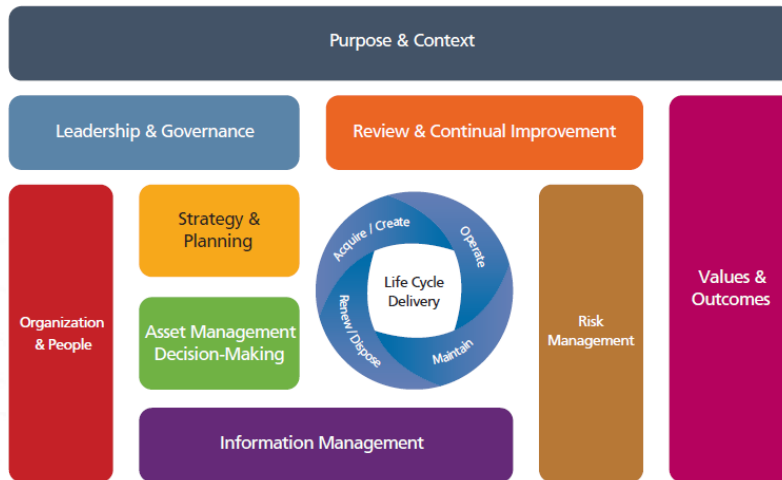 Purpose & Context
Leadership & Governance
Review & Continual Improvement
Values &
Outcomes
Organization
& People
Strategy &
Planning
Asset Management
Decision-Making
Acquire / Create
Operate
Maintain
Renew / Dispose
Life Cycle
Delivery
Risk
Management
Information Management